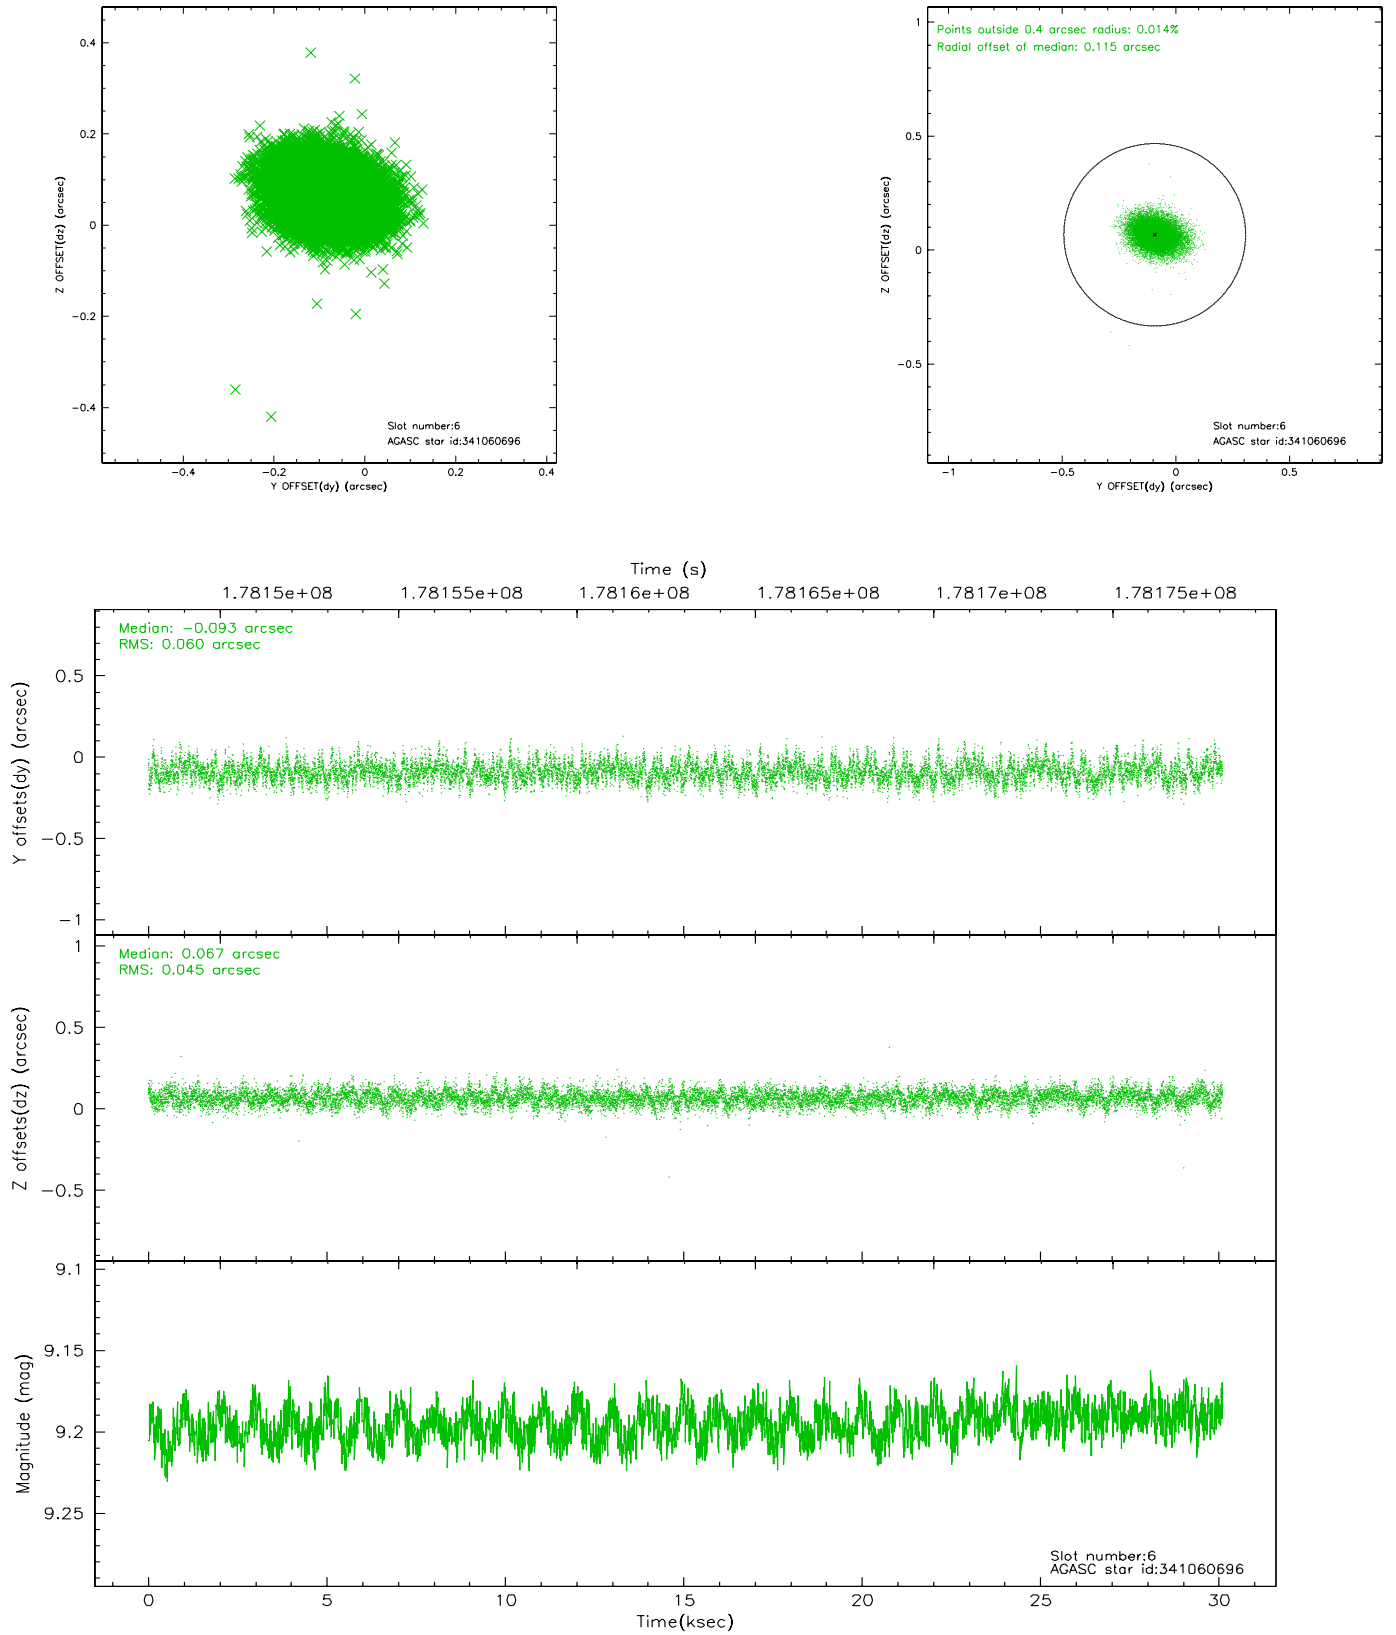 0.4
0.2
0
−0.2
−0.4
Z OFFSET(dz) (arcsec)
Slot number:6
AGASC star id:341060696
−0.4 −0.2 0 0.2 0.4
Y OFFSET(dy) (arcsec)
Points outside 0.4 arcsec radius: 0.014%
Radial offset of median: 0.115 arcsec
1
0.5
0
−0.5
Z OFFSET(dz) (arcsec)
Slot number:6
AGASC star id:341060696
−1 −0.5 0 0.5
Y OFFSET(dy) (arcsec)
Time (s)
1.7815e+08 1.78155e+08 1.7816e+08 1.78165e+08 1.7817e+08 1.78175e+08
Median: −0.093 arcsec
RMS: 0.060 arcsec
0.5
0
−0.5
−1
Y offsets(dy) (arcsec)
Median: 0.067 arcsec
RMS: 0.045 arcsec
1
0.5
0
−0.5
Z offsets(dz) (arcsec)
9.1
9.15
9.2
9.25
Magnitude (mag)
Slot number:6
AGASC star id:341060696
0 5 10 15 20 25 30
Time(ksec)